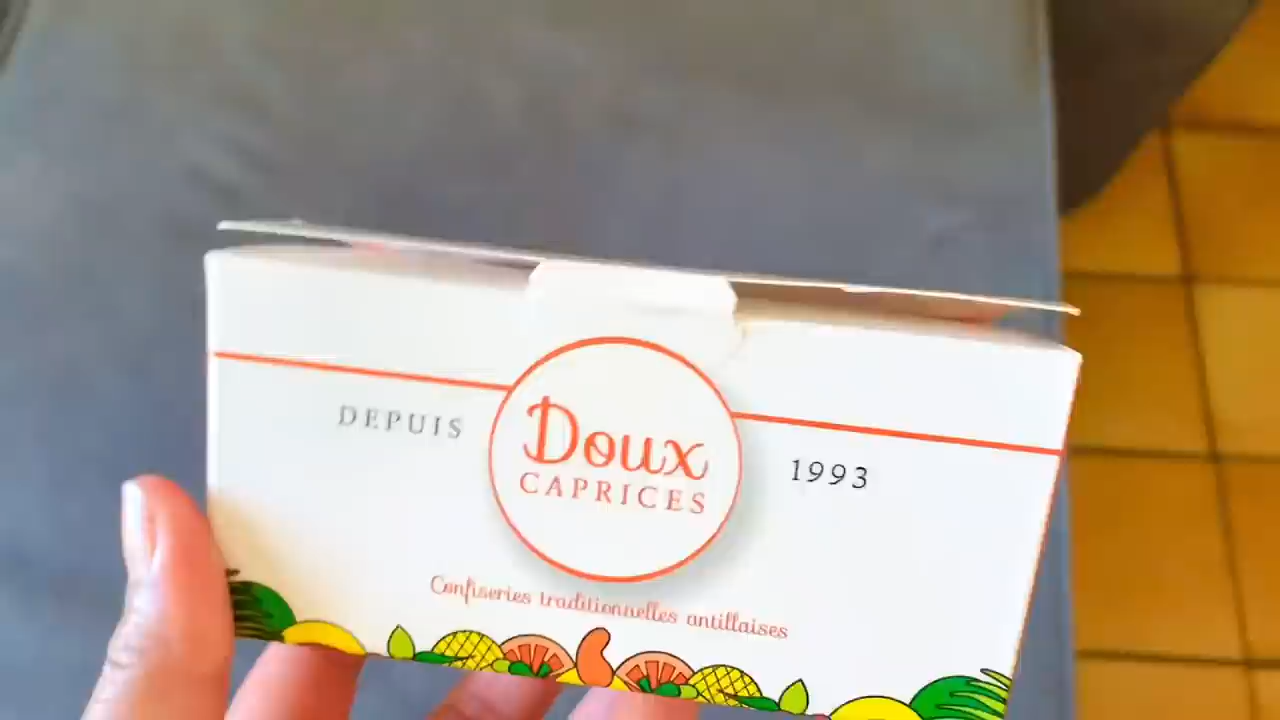 DEPUIS
Doux
CAPRICES
1993
Confiseries traditionnelles antillaises